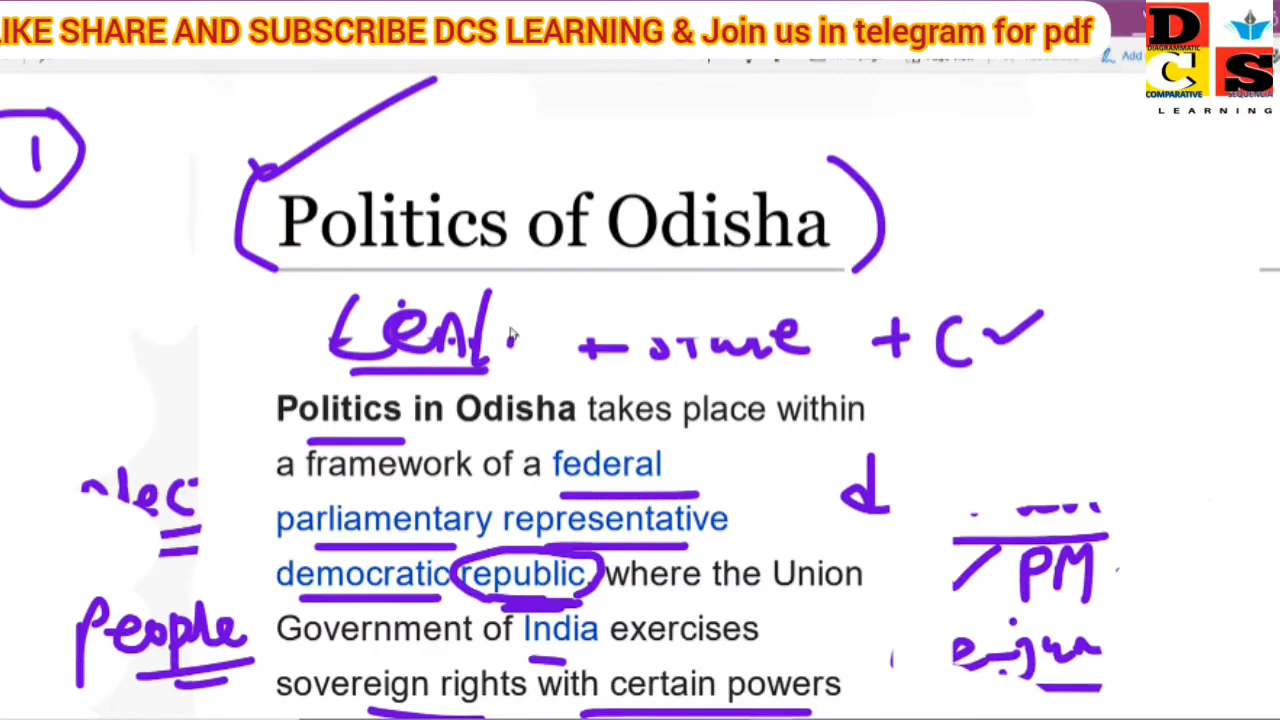 LIKE SHARE AND SUBSCRIBE DCS LEARNING & Join us in telegram for pdf
D
DIAGRAMMATIC
C S
COMPARATIVE
LEARNING
Add
1
Politics of Odisha
+ C
Politics in Odisha takes place within
a framework of a federal
parliamentary representative
democratic republic, where the Union
Government of India exercises
sovereign rights with certain powers
people
PM